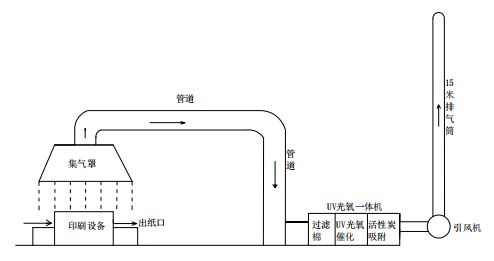 管道
15
米
排
气
筒
集气罩
管
道
UV光氧一体机
印刷设备
出纸口
过滤
棉
UV光氧
催化
活性炭
吸附
引风机